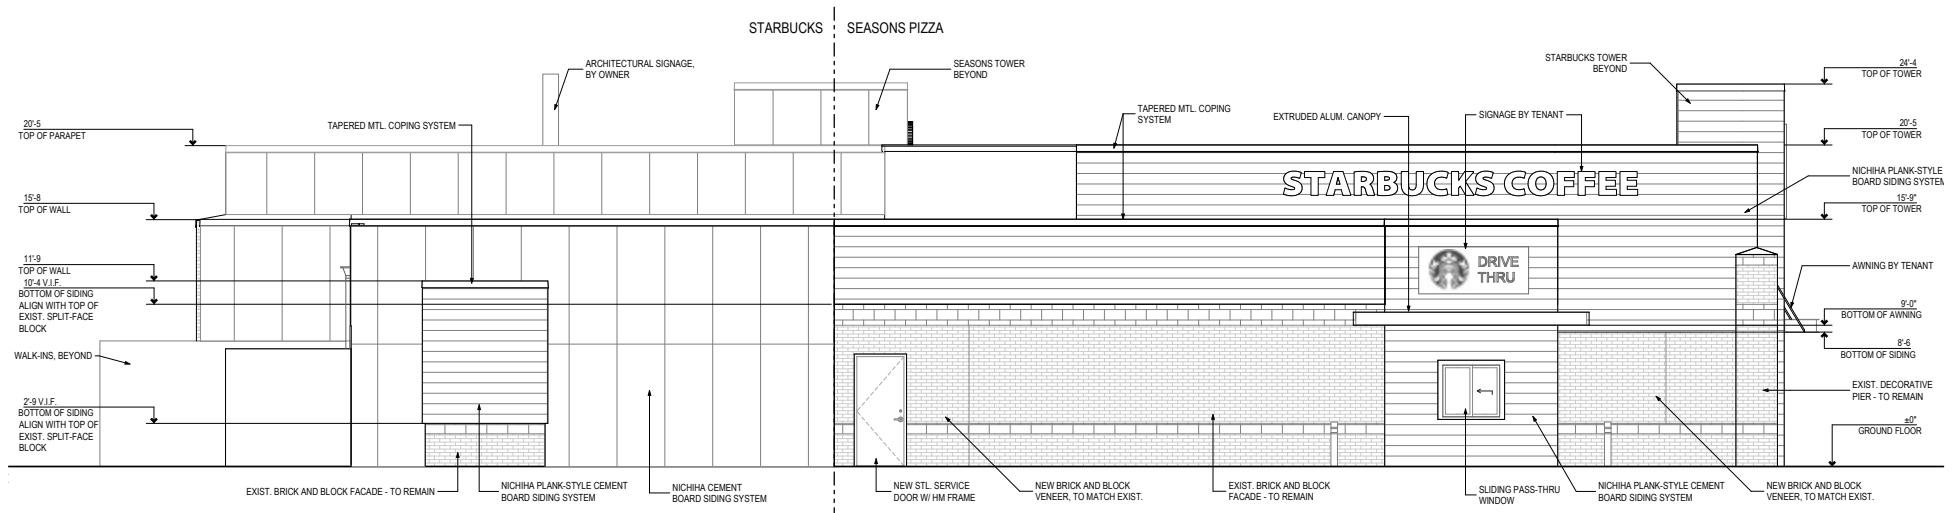 STARBUCKS
SEASONS PIZZA
ARCHITECTURAL SIGNAGE,
BY OWNER
SEASONS TOWER
BEYOND
STARBUCKS TOWER
BEYOND
24'-4
TOP OF TOWER
20'-5
TOP OF PARAPET
TAPERED MTL. COPING SYSTEM
TAPERED MTL. COPING
SYSTEM
EXTRUDED ALUM. CANOPY
SIGNAGE BY TENANT
20'-5
TOP OF TOWER
STARBUCKS COFFEE
NICHIHA PLANK-STYLE
BOARD SIDING SYSTEM
15'-8
TOP OF WALL
15'-9"
TOP OF TOWER
11'-9
TOP OF WALL
10'-4 V.I.F.
BOTTOM OF SIDING
ALIGN WITH TOP OF
EXIST. SPLIT-FACE
BLOCK
DRIVE
THRU
AWNING BY TENANT
9'-0"
BOTTOM OF AWNING
8'-6
BOTTOM OF SIDING
WALK-INS, BEYOND
2'-9 V.I.F.
BOTTOM OF SIDING
ALIGN WITH TOP OF
EXIST. SPLIT-FACE
BLOCK
EXIST. DECORATIVE
PIER - TO REMAIN
±0"
GROUND FLOOR
EXIST. BRICK AND BLOCK FACADE - TO REMAIN
NICHIHA PLANK-STYLE CEMENT
BOARD SIDING SYSTEM
NICHIHA CEMENT
BOARD SIDING SYSTEM
NEW STL. SERVICE
DOOR W/ HM FRAME
NEW BRICK AND BLOCK
VENEER, TO MATCH EXIST.
EXIST. BRICK AND BLOCK
FACADE - TO REMAIN
SLIDING PASS-THRU
WINDOW
NICHIHA PLANK-STYLE CEMENT
BOARD SIDING SYSTEM
NEW BRICK AND BLOCK
VENEER, TO MATCH EXIST.